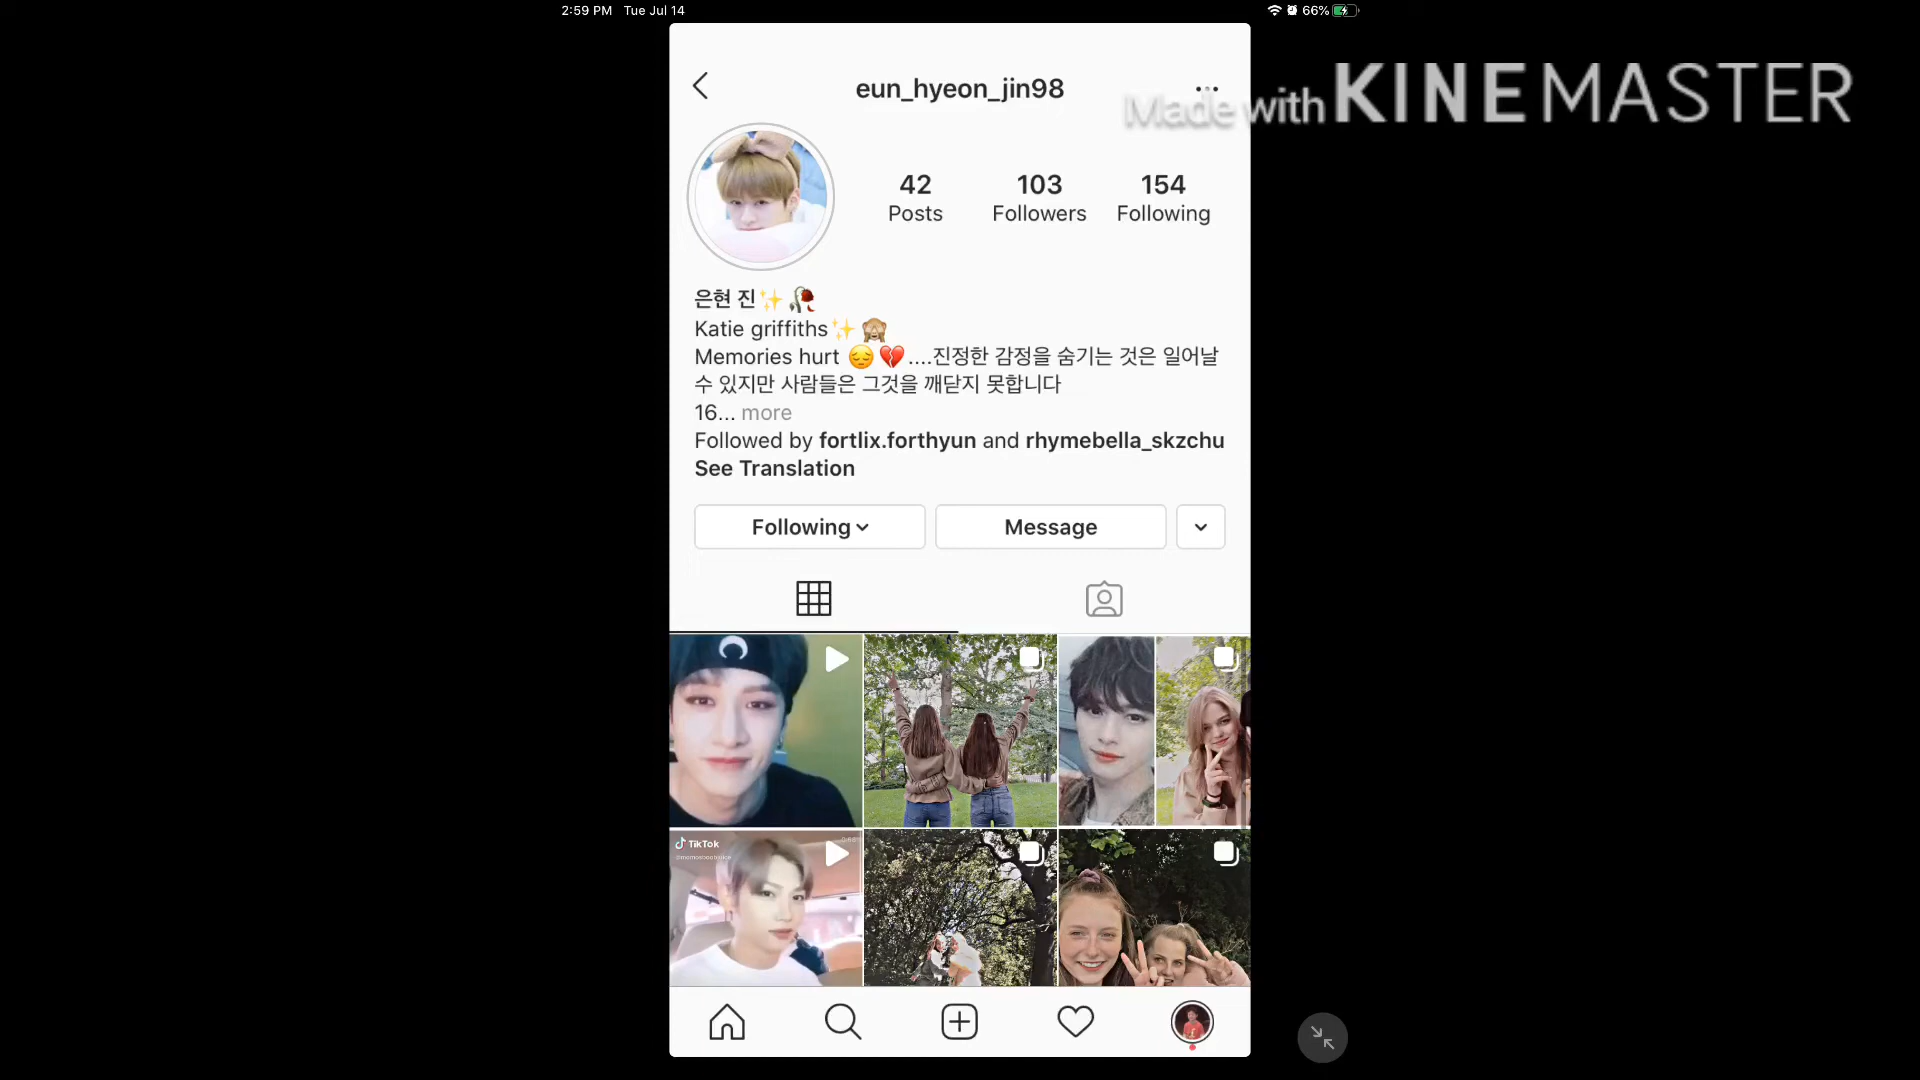 2:59 PM Tue Jul 14
66%
eun_hyeon_jin98
Made with KINEMASTER
42 103 154
Posts Followers Following
은현 진✨🥀
Katie griffiths✨🙈
Memories hurt 😔💔....진정한 감정을 숨기는 것은 일어날
수 있지만 사람들은 그것을 깨닫지 못합니다
16... more
Followed by fortlix.forthyun and rhymebella_skzchu
See Translation
Following Message
TikTok